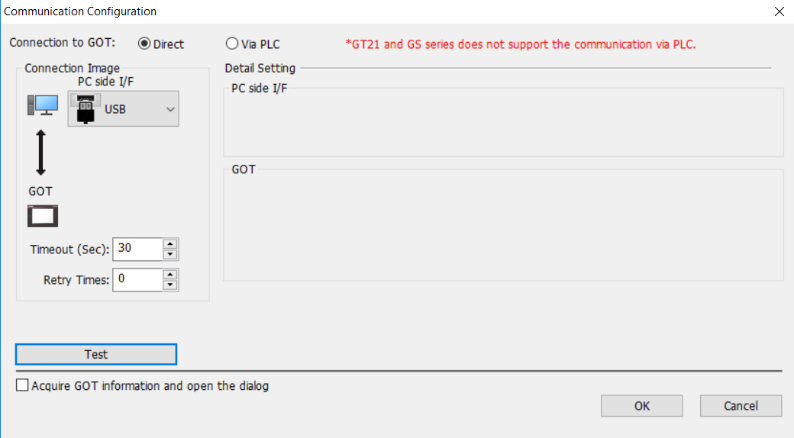 Communication Configuration
Connection to GOT: Direct Via PLC *GT21 and GS series does not support the communication via PLC.
Connection Image Detail Setting
PC side I/F PC side I/F
USB
GOT GOT
Timeout (Sec): 30
Retry Times: 0
Test
Acquire GOT information and open the dialog
OK Cancel